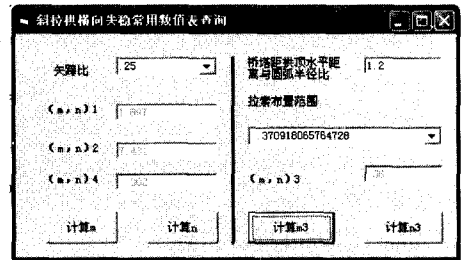 斜拉拱横向失稳常用数值表查询
矢跨比 25
桥塔距拱顶水平距离与圆弧半径比 1.2
(m,n)1
拉索布置范围
(m,n)2
370918065764728
(m,n)4
(m,n)3
计算m
计算n
计算m3
计算n3